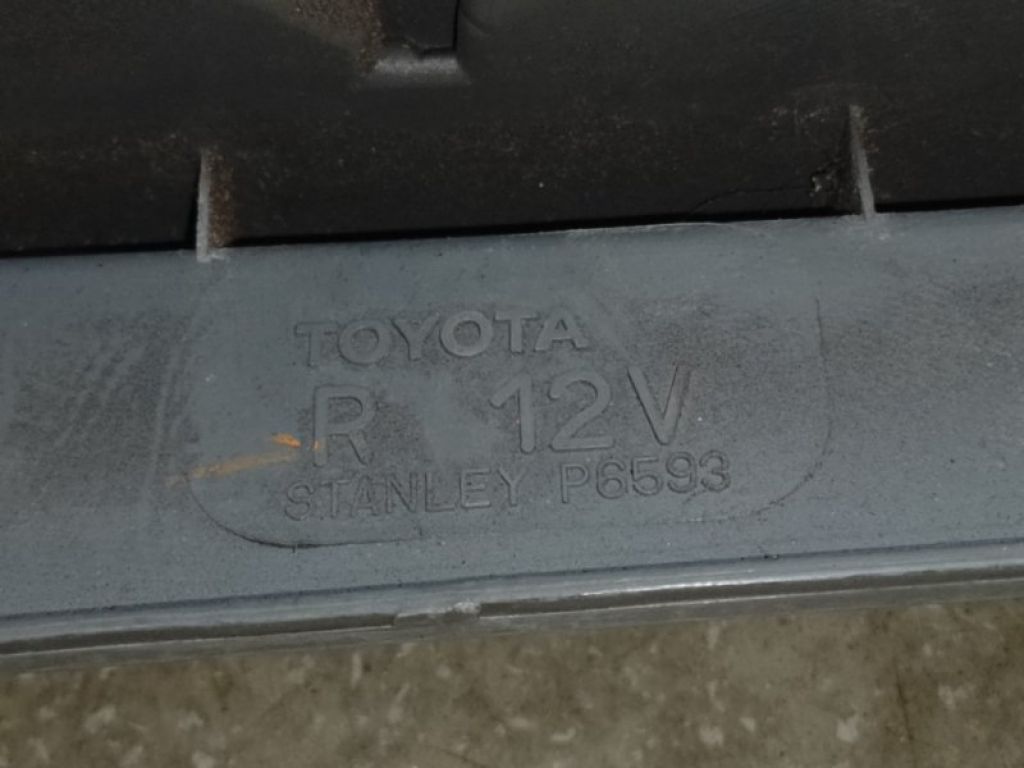 TOYOTA
R 12V
STANLEY P6593